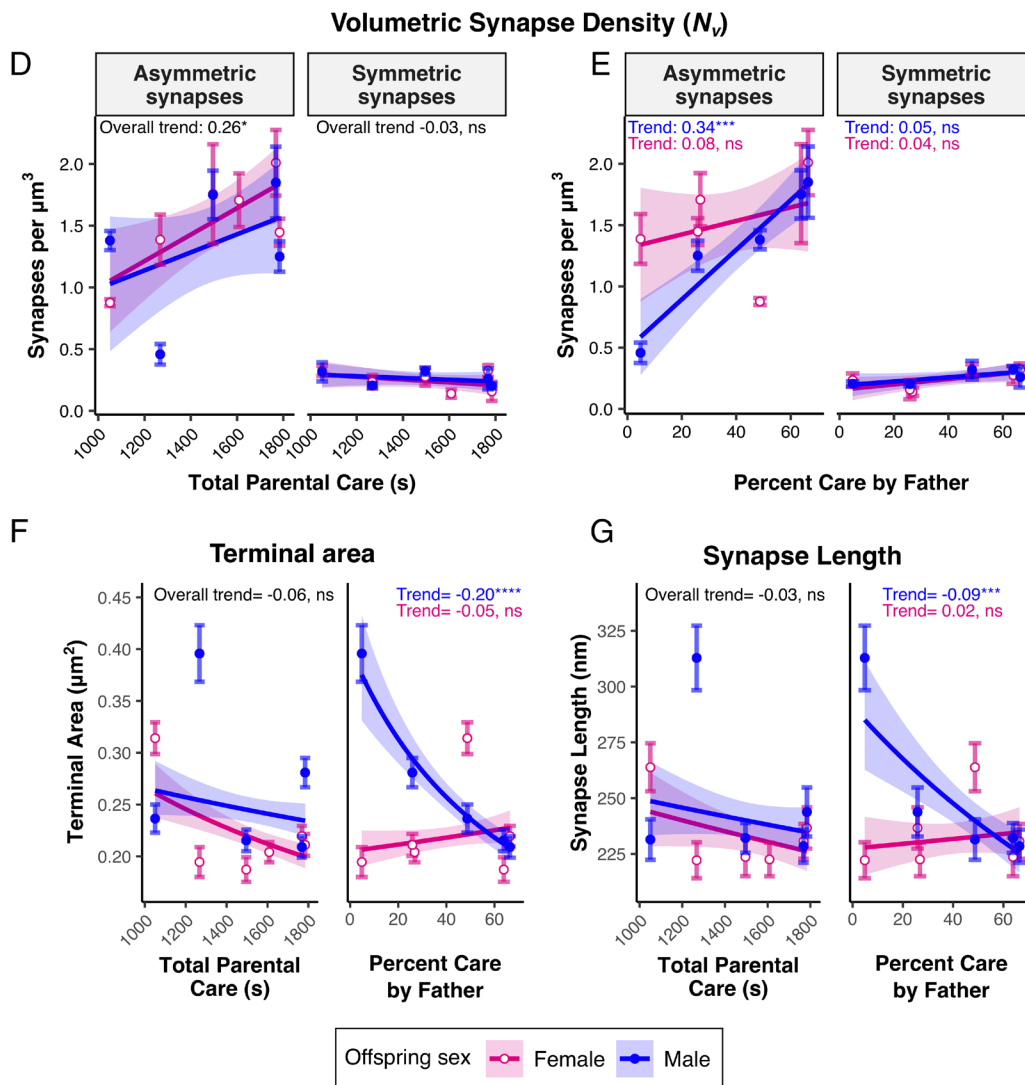 Volumetric Synapse Density (Nv)
D
Asymmetric synapses
Symmetric synapses
Overall trend: 0.26*
Overall trend -0.03, ns
Synapses per μm³
2.0
1.5
1.0
0.5
0.0
1000
1200
1400
1600
1800
1000
1200
1400
1600
1800
Total Parental Care (s)
E
Asymmetric synapses
Symmetric synapses
Trend: 0.34***
Trend: 0.08, ns
Trend: 0.05, ns
Trend: 0.04, ns
Synapses per μm³
2.0
1.5
1.0
0.5
0.0
0 20 40 60
0 20 40 60
Percent Care by Father
F
Terminal area
Overall trend= -0.06, ns
Trend= -0.20****
Trend= -0.05, ns
Terminal Area (μm²)
0.45
0.40
0.35
0.30
0.25
0.20
1000
1200
1400
1600
1800
0 20 40 60
Total Parental
Care (s)
Percent Care
by Father
G
Synapse Length
Overall trend= -0.03, ns
Trend= -0.09***
Trend= 0.02, ns
Synapse Length (nm)
325
300
275
250
225
1000
1200
1400
1600
1800
0 20 40 60
Total Parental
Care (s)
Percent Care
by Father
Offspring sex Female Male